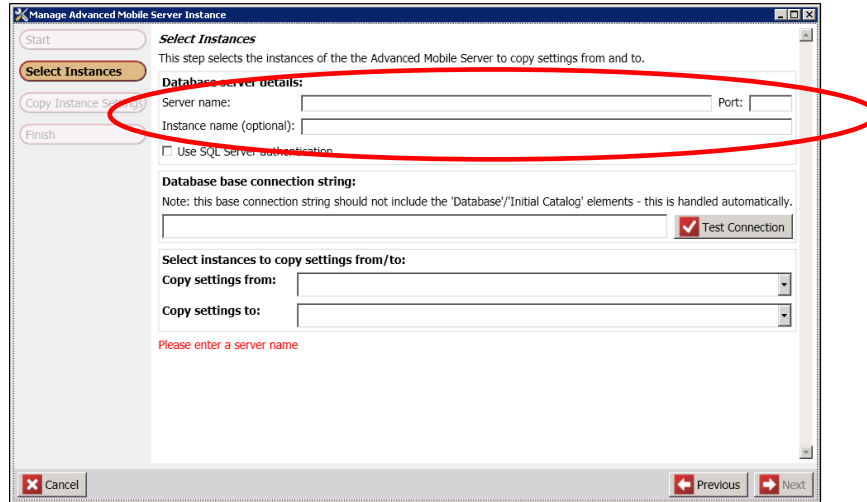 Manage Advanced Mobile Server Instance
Start
Select Instances
Copy Instance Settings
Finish
Select Instances
This step selects the instances of the the Advanced Mobile Server to copy settings from and to.
Database server details:
Server name:
Port:
Instance name (optional):
Use SQL Server authentication
Database base connection string:
Note: this base connection string should not include the 'Database'/'Initial Catalog' elements - this is handled automatically.
Test Connection
Select instances to copy settings from/to:
Copy settings from:
Copy settings to:
Please enter a server name
Cancel
Previous
Next